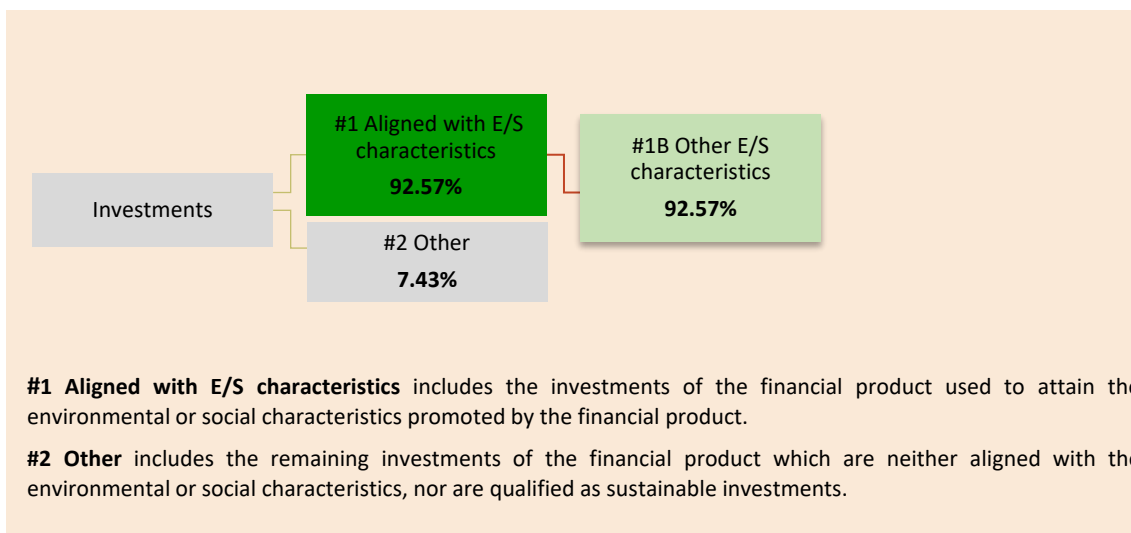 Investments
#1 Aligned with E/S
characteristics
92.57%
#2 Other
7.43%
#1B Other E/S
characteristics
92.57%
#1 Aligned with E/S characteristics includes the investments of the financial product used to attain the
environmental or social characteristics promoted by the financial product.
#2 Other includes the remaining investments of the financial product which are neither aligned with the
environmental or social characteristics, nor are qualified as sustainable investments.